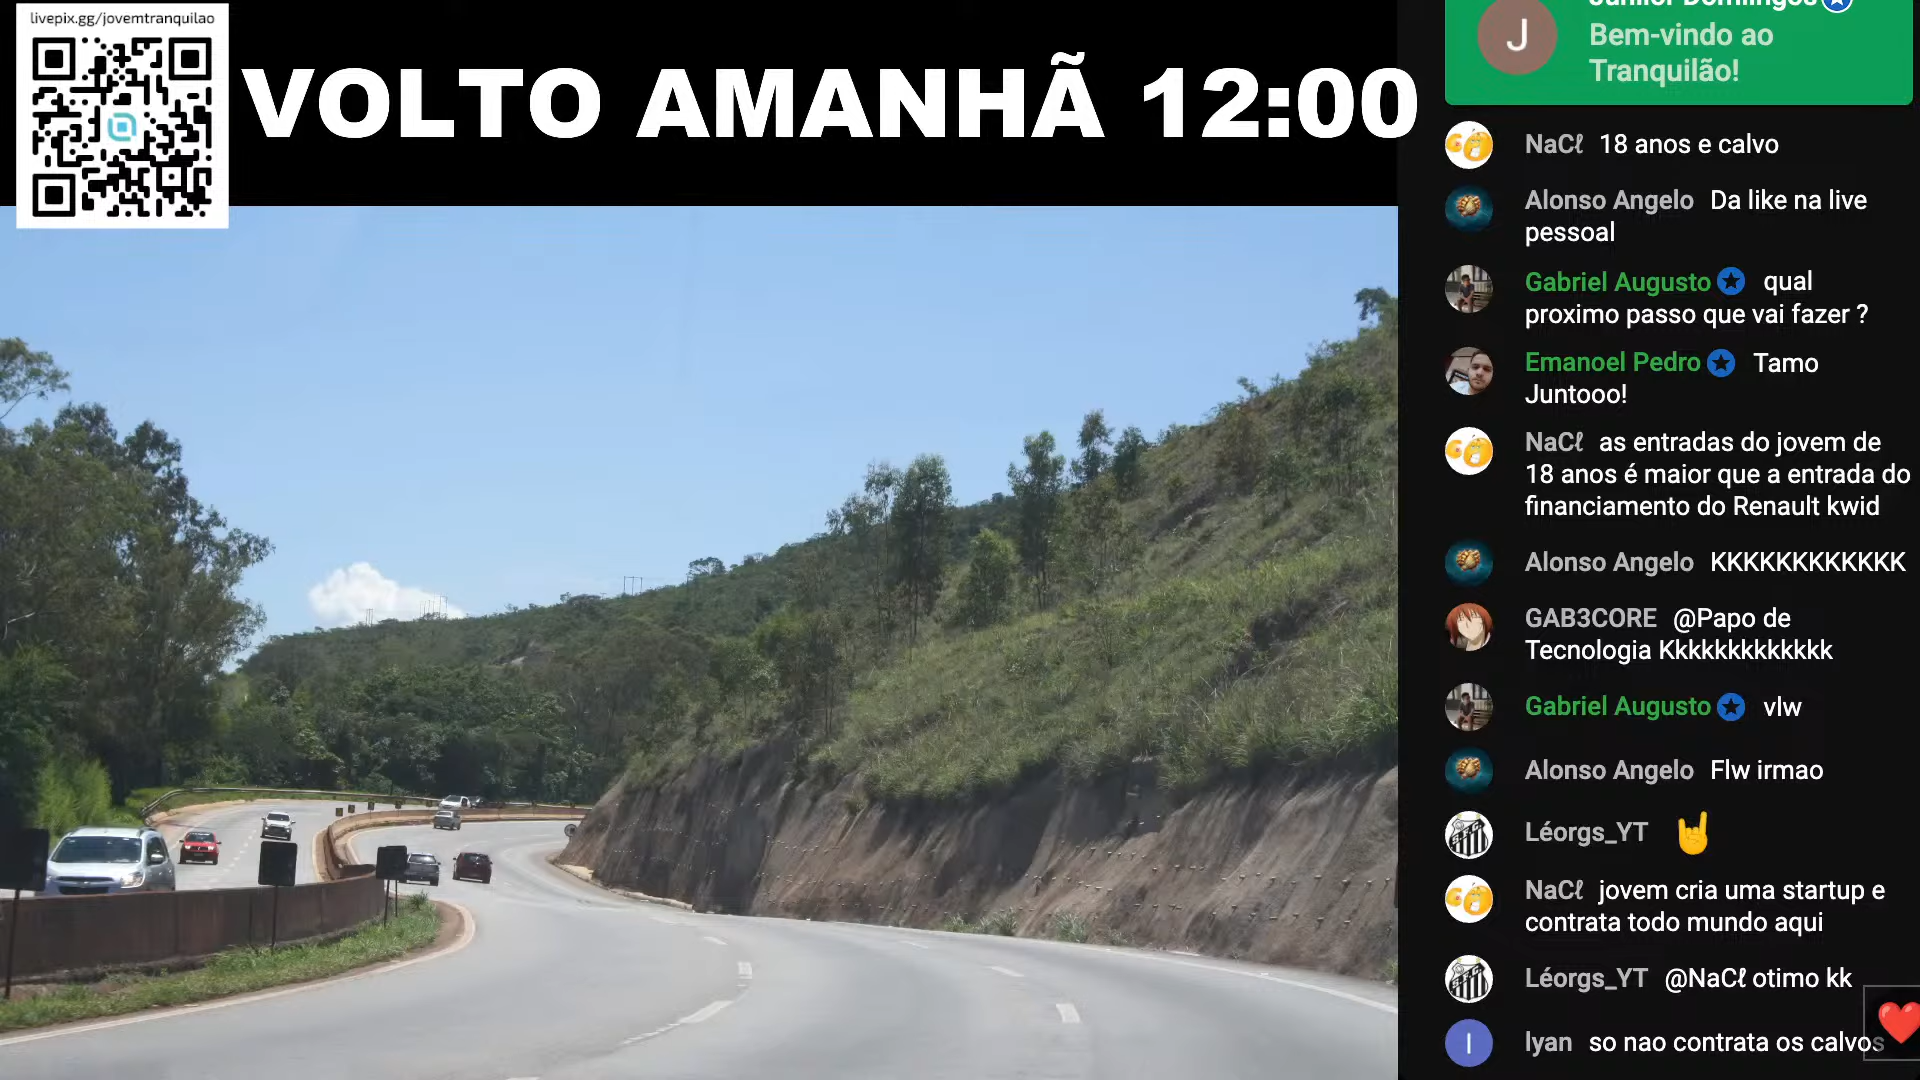 livepix.gg/jovemtranquilao
VOLTO AMANHÃ 12:00
Junior Domingos
J
Bem-vindo ao
Tranquilão!
NaCℓ 18 anos e calvo
Alonso Angelo Da like na live
pessoal
Gabriel Augusto qual
proximo passo que vai fazer ?
Emanoel Pedro Tamo
Juntooo!
NaCℓ as entradas do jovem de
18 anos é maior que a entrada do
financiamento do Renault kwid
Alonso Angelo KKKKKKKKKKKK
GAB3CORE @Papo de
Tecnologia Kkkkkkkkkkkkk
Gabriel Augusto vlw
Alonso Angelo Flw irmao
Léorgs_YT 🤘
NaCℓ jovem cria uma startup e
contrata todo mundo aqui
Léorgs_YT @NaCℓ otimo kk
I
lyan so nao contrata os calvos